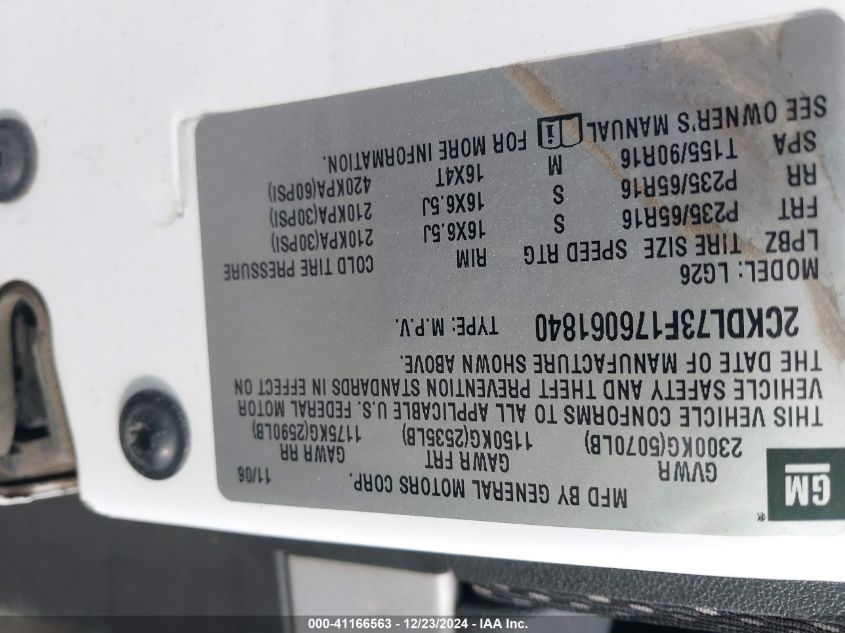 GM
MFD BY GENERAL MOTORS CORP.
11/06
GVWR GAWR FRT GAWR RR
2300KG(5070LB) 1150KG(2535LB) 1175KG(2590LB)
THIS VEHICLE CONFORMS TO ALL APPLICABLE U.S. FEDERAL MOTOR
VEHICLE SAFETY AND THEFT PREVENTION STANDARDS IN EFFECT ON
THE DATE OF MANUFACTURE SHOWN ABOVE.
2CKDL73F176061840 TYPE: M.P.V.
MODEL: LG26
LPBZ TIRE SIZE SPEED RTG RIM COLD TIRE PRESSURE
FRT P235/65R16 S 16X6.5J 210KPA(30PSI)
RR P235/65R16 S 16X6.5J 210KPA(30PSI)
SPA T155/90R16 M 16X4T 420KPA(60PSI)
SEE OWNER'S MANUAL FOR MORE INFORMATION.
000-41166563 - 12/23/2024 - IAA, Inc.